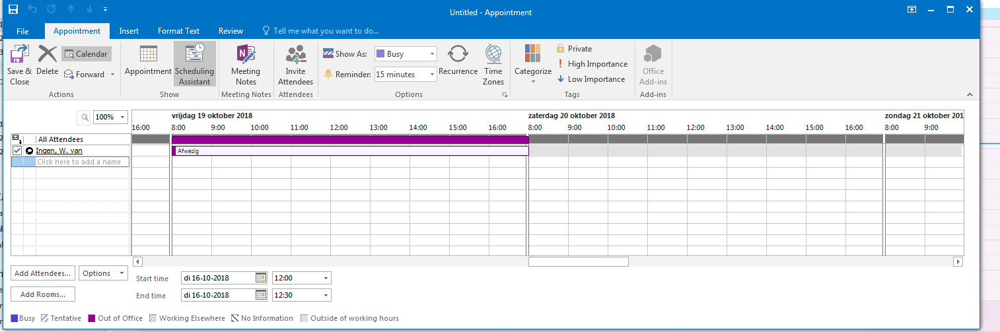 Untitled - Appointment
File Appointment Insert Format Text Review Tell me what you want to do...
Save & Close
Delete
Calendar
Forward
Actions
Appointment
Scheduling Assistant
Show
Meeting Notes
Meeting Notes
Invite Attendees
Attendees
Show As: Busy
Reminder: 15 minutes
Recurrence
Time Zones
Options
Categorize
Private
High Importance
Low Importance
Tags
Office Add-ins
Add-ins
100%
vrijdag 19 oktober 2018 zaterdag 20 oktober 2018 zondag 21 oktober 201
16:00 8:00 9:00 10:00 11:00 12:00 13:00 14:00 15:00 16:00 8:00 9:00 10:00 11:00 12:00 13:00 14:00 15:00 16:00 8:00 9:00
All Attendees
Ingen, W. van Afwezig
Click here to add a name
Add Attendees... Options
Add Rooms...
Start time di 16-10-2018 12:00
End time di 16-10-2018 12:30
Busy Tentative Out of Office Working Elsewhere No Information Outside of working hours